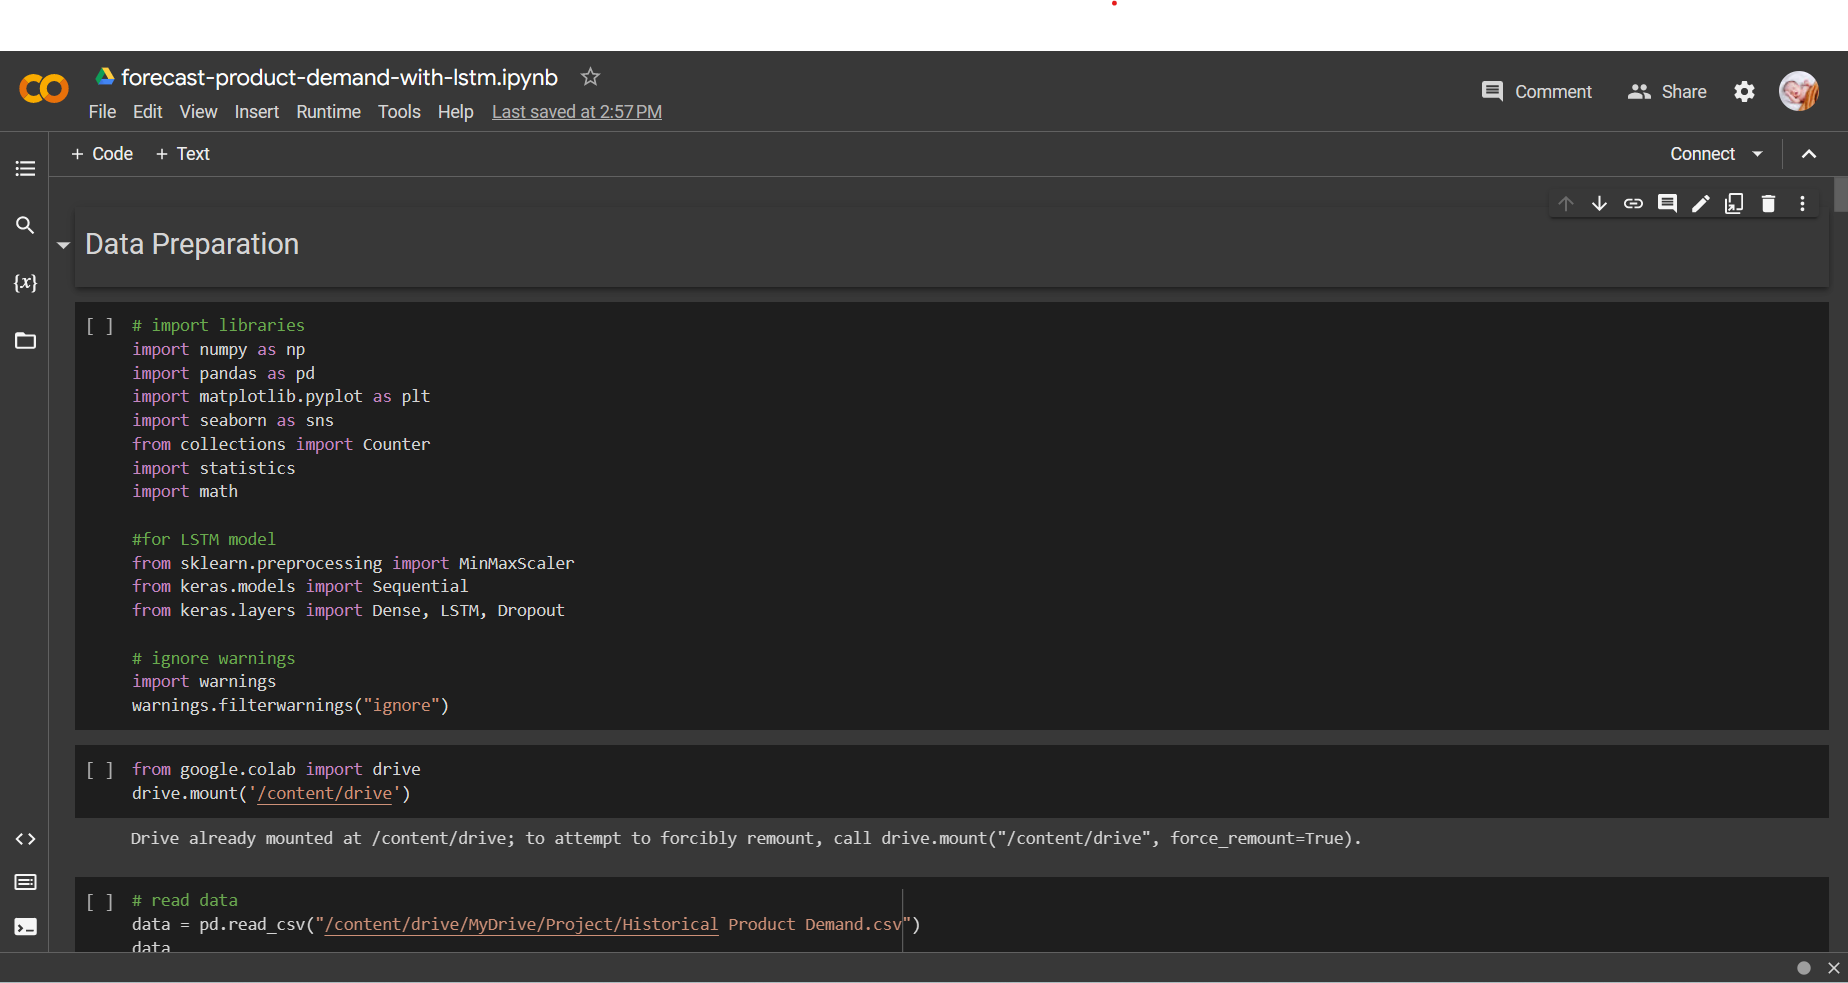 forecast-product-demand-with-lstm.ipynb
File Edit View Insert Runtime Tools Help Last saved at 2:57 PM
Comment Share
+ Code + Text
Connect
Data Preparation
[ ] # import libraries
import numpy as np
import pandas as pd
import matplotlib.pyplot as plt
import seaborn as sns
from collections import Counter
import statistics
import math
#for LSTM model
from sklearn.preprocessing import MinMaxScaler
from keras.models import Sequential
from keras.layers import Dense, LSTM, Dropout
# ignore warnings
import warnings
warnings.filterwarnings("ignore")
[ ] from google.colab import drive
drive.mount('/content/drive')
Drive already mounted at /content/drive; to attempt to forcibly remount, call drive.mount("/content/drive", force_remount=True).
[ ] # read data
data = pd.read_csv("/content/drive/MyDrive/Project/Historical Product Demand.csv")
data